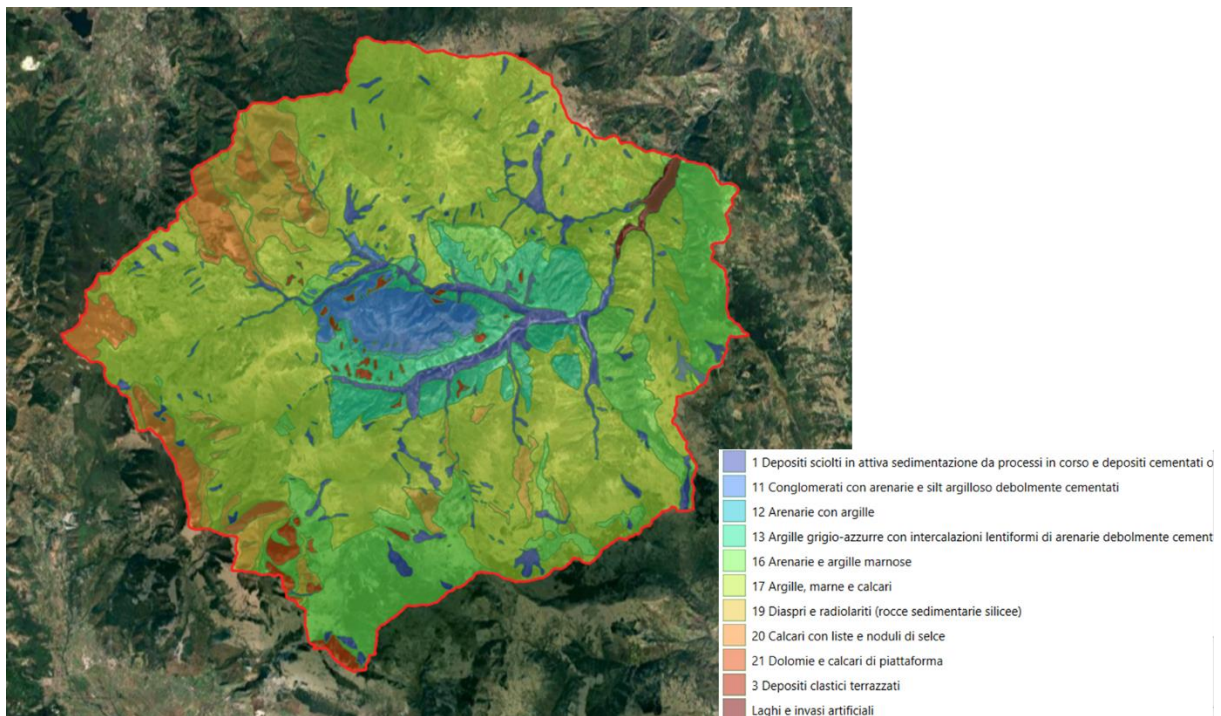 1 Depositi sciolti in attiva sedimentazione da processi in corso e depositi cementati o
11 Conglomerati con arenarie e silt argilloso debolmente cementati
12 Arenarie con argille
13 Argille grigio-azzurre con intercalazioni lentiformi di arenarie debolmente cement
16 Arenarie e argille marnose
17 Argille, marne e calcari
19 Diaspri e radiolariti (rocce sedimentarie silicee)
20 Calcari con liste e noduli di selce
21 Dolomie e calcari di piattaforma
3 Depositi clastici terrazzati
Laghi e invasi artificiali